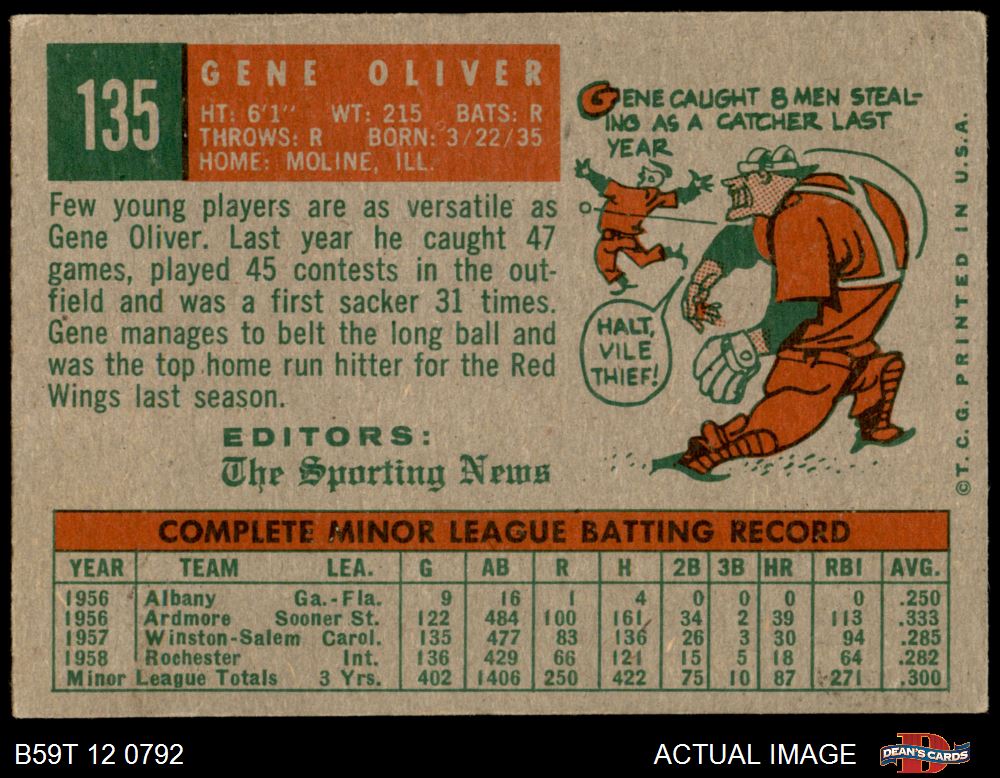 135
GENE OLIVER
HT: 6'1" WT: 215 BATS: R
THROWS: R BORN: 3/22/35
HOME: MOLINE, ILL.
Few young players are as versatile as
Gene Oliver. Last year he caught 47
games, played 45 contests in the out-
field and was a first sacker 31 times.
Gene manages to belt the long ball and
was the top home run hitter for the Red
Wings last season.
EDITORS:
The Sporting News
GENE CAUGHT 8 MEN STEAL-
ING AS A CATCHER LAST
YEAR
HALT,
VILE
THIEF!
©T.C.G. PRINTED IN U.S.A.
COMPLETE MINOR LEAGUE BATTING RECORD
YEAR TEAM LEA. G AB R H 2B 3B HR RBI AVG.
1956 Albany Ga.-Fla. 9 16 1 4 0 0 0 0 .250
1956 Ardmore Sooner St. 122 484 100 161 34 2 39 113 .333
1957 Winston-Salem Carol. 135 477 83 136 26 3 30 94 .285
1958 Rochester Int. 136 429 66 121 15 5 18 64 .282
Minor League Totals 3 Yrs. 402 1406 250 422 75 10 87 271 .300
B59T 12 0792
ACTUAL IMAGE
D
DEAN'S CARDS